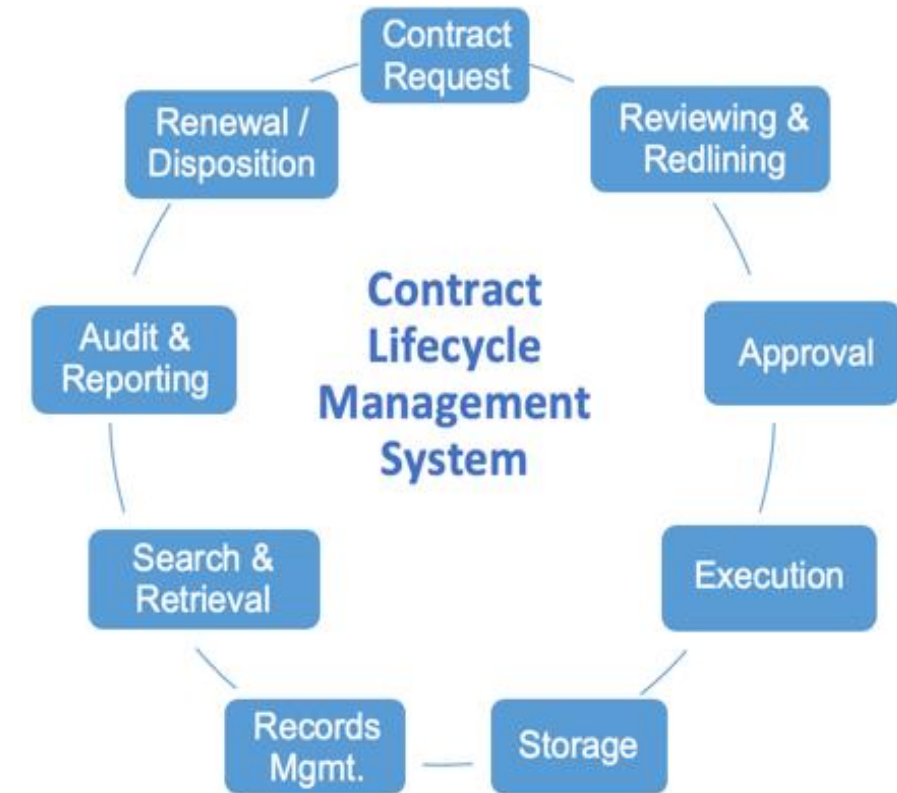 Contract
Request
Reviewing &
Redlining
Approval
Execution
Storage
Records
Mgmt.
Search &
Retrieval
Audit &
Reporting
Renewal /
Disposition
Contract
Lifecycle
Management
System